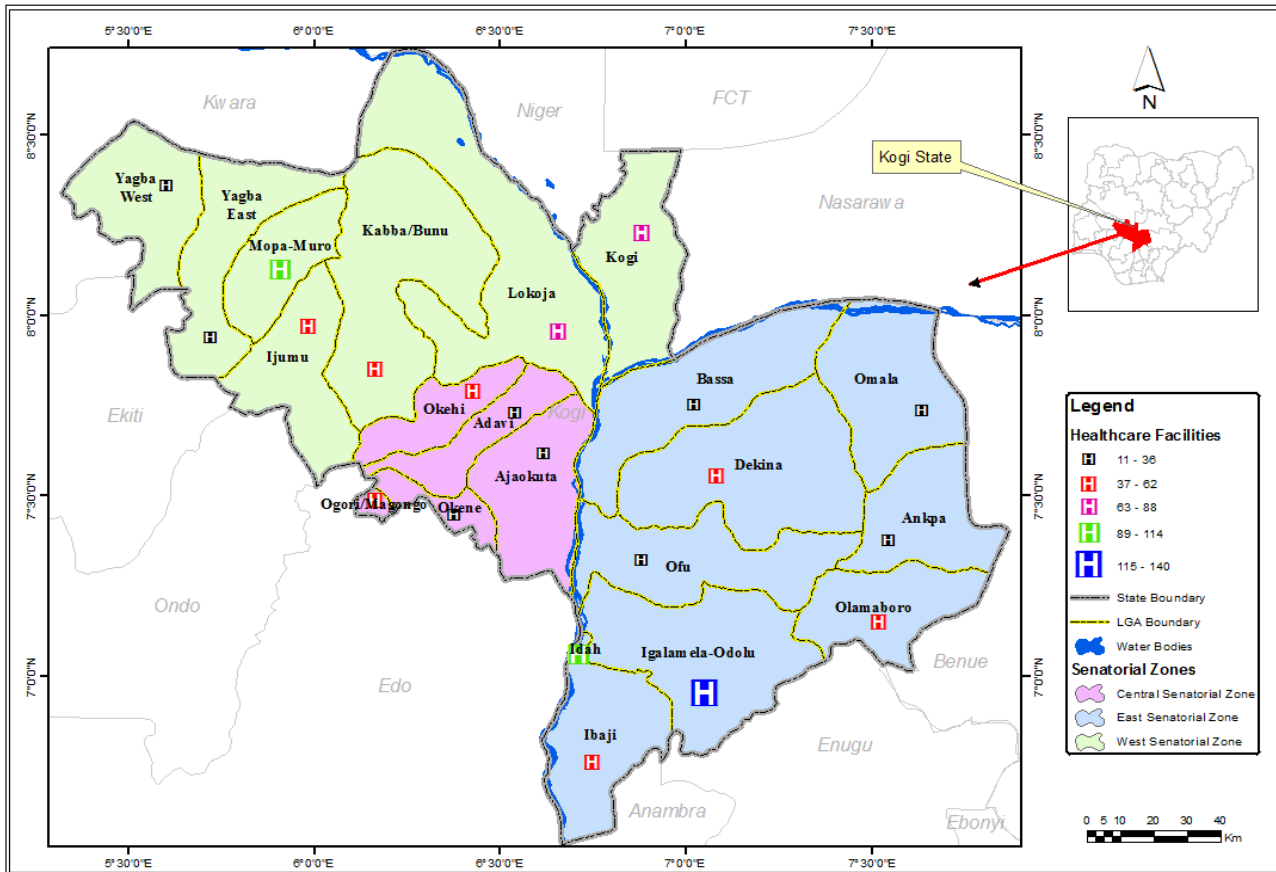 5°30'0"E
6°0'0"E
6°30'0"E
7°0'0"E
7°30'0"E
8°30'0"N
8°0'0"N
7°30'0"N
7°0'0"N
8°30'0"N
8°0'0"N
7°30'0"N
7°0'0"N
Kwara
Niger
FCT
Nasarawa
Ekiti
Ondo
Edo
Kogi
Benue
Enugu
Anambra
Ebonyi
Yagba
West
H
Yagba
East
H
Mopa-Muro
H
Kabba/Bunu
H
Ijumu
H
Lokoja
H
Kogi
H
Okehi
H
Adavi
H
Ajaokuta
H
Ogori/Magongo
H
Okene
H
Bassa
H
Omala
H
Dekina
H
Ankpa
H
Ofu
H
Olamaboro
H
Idah
H
Igalamela-Odolu
H
Ibaji
H
5°30'0"E
6°0'0"E
6°30'0"E
7°0'0"E
7°30'0"E
N
Kogi State
Legend
Healthcare Facilities
H 11 - 36
H 37 - 62
H 63 - 88
H 89 - 114
H 115 - 140
State Boundary
LGA Boundary
Water Bodies
Senatorial Zones
Central Senatorial Zone
East Senatorial Zone
West Senatorial Zone
0 5 10 20 30 40
Km